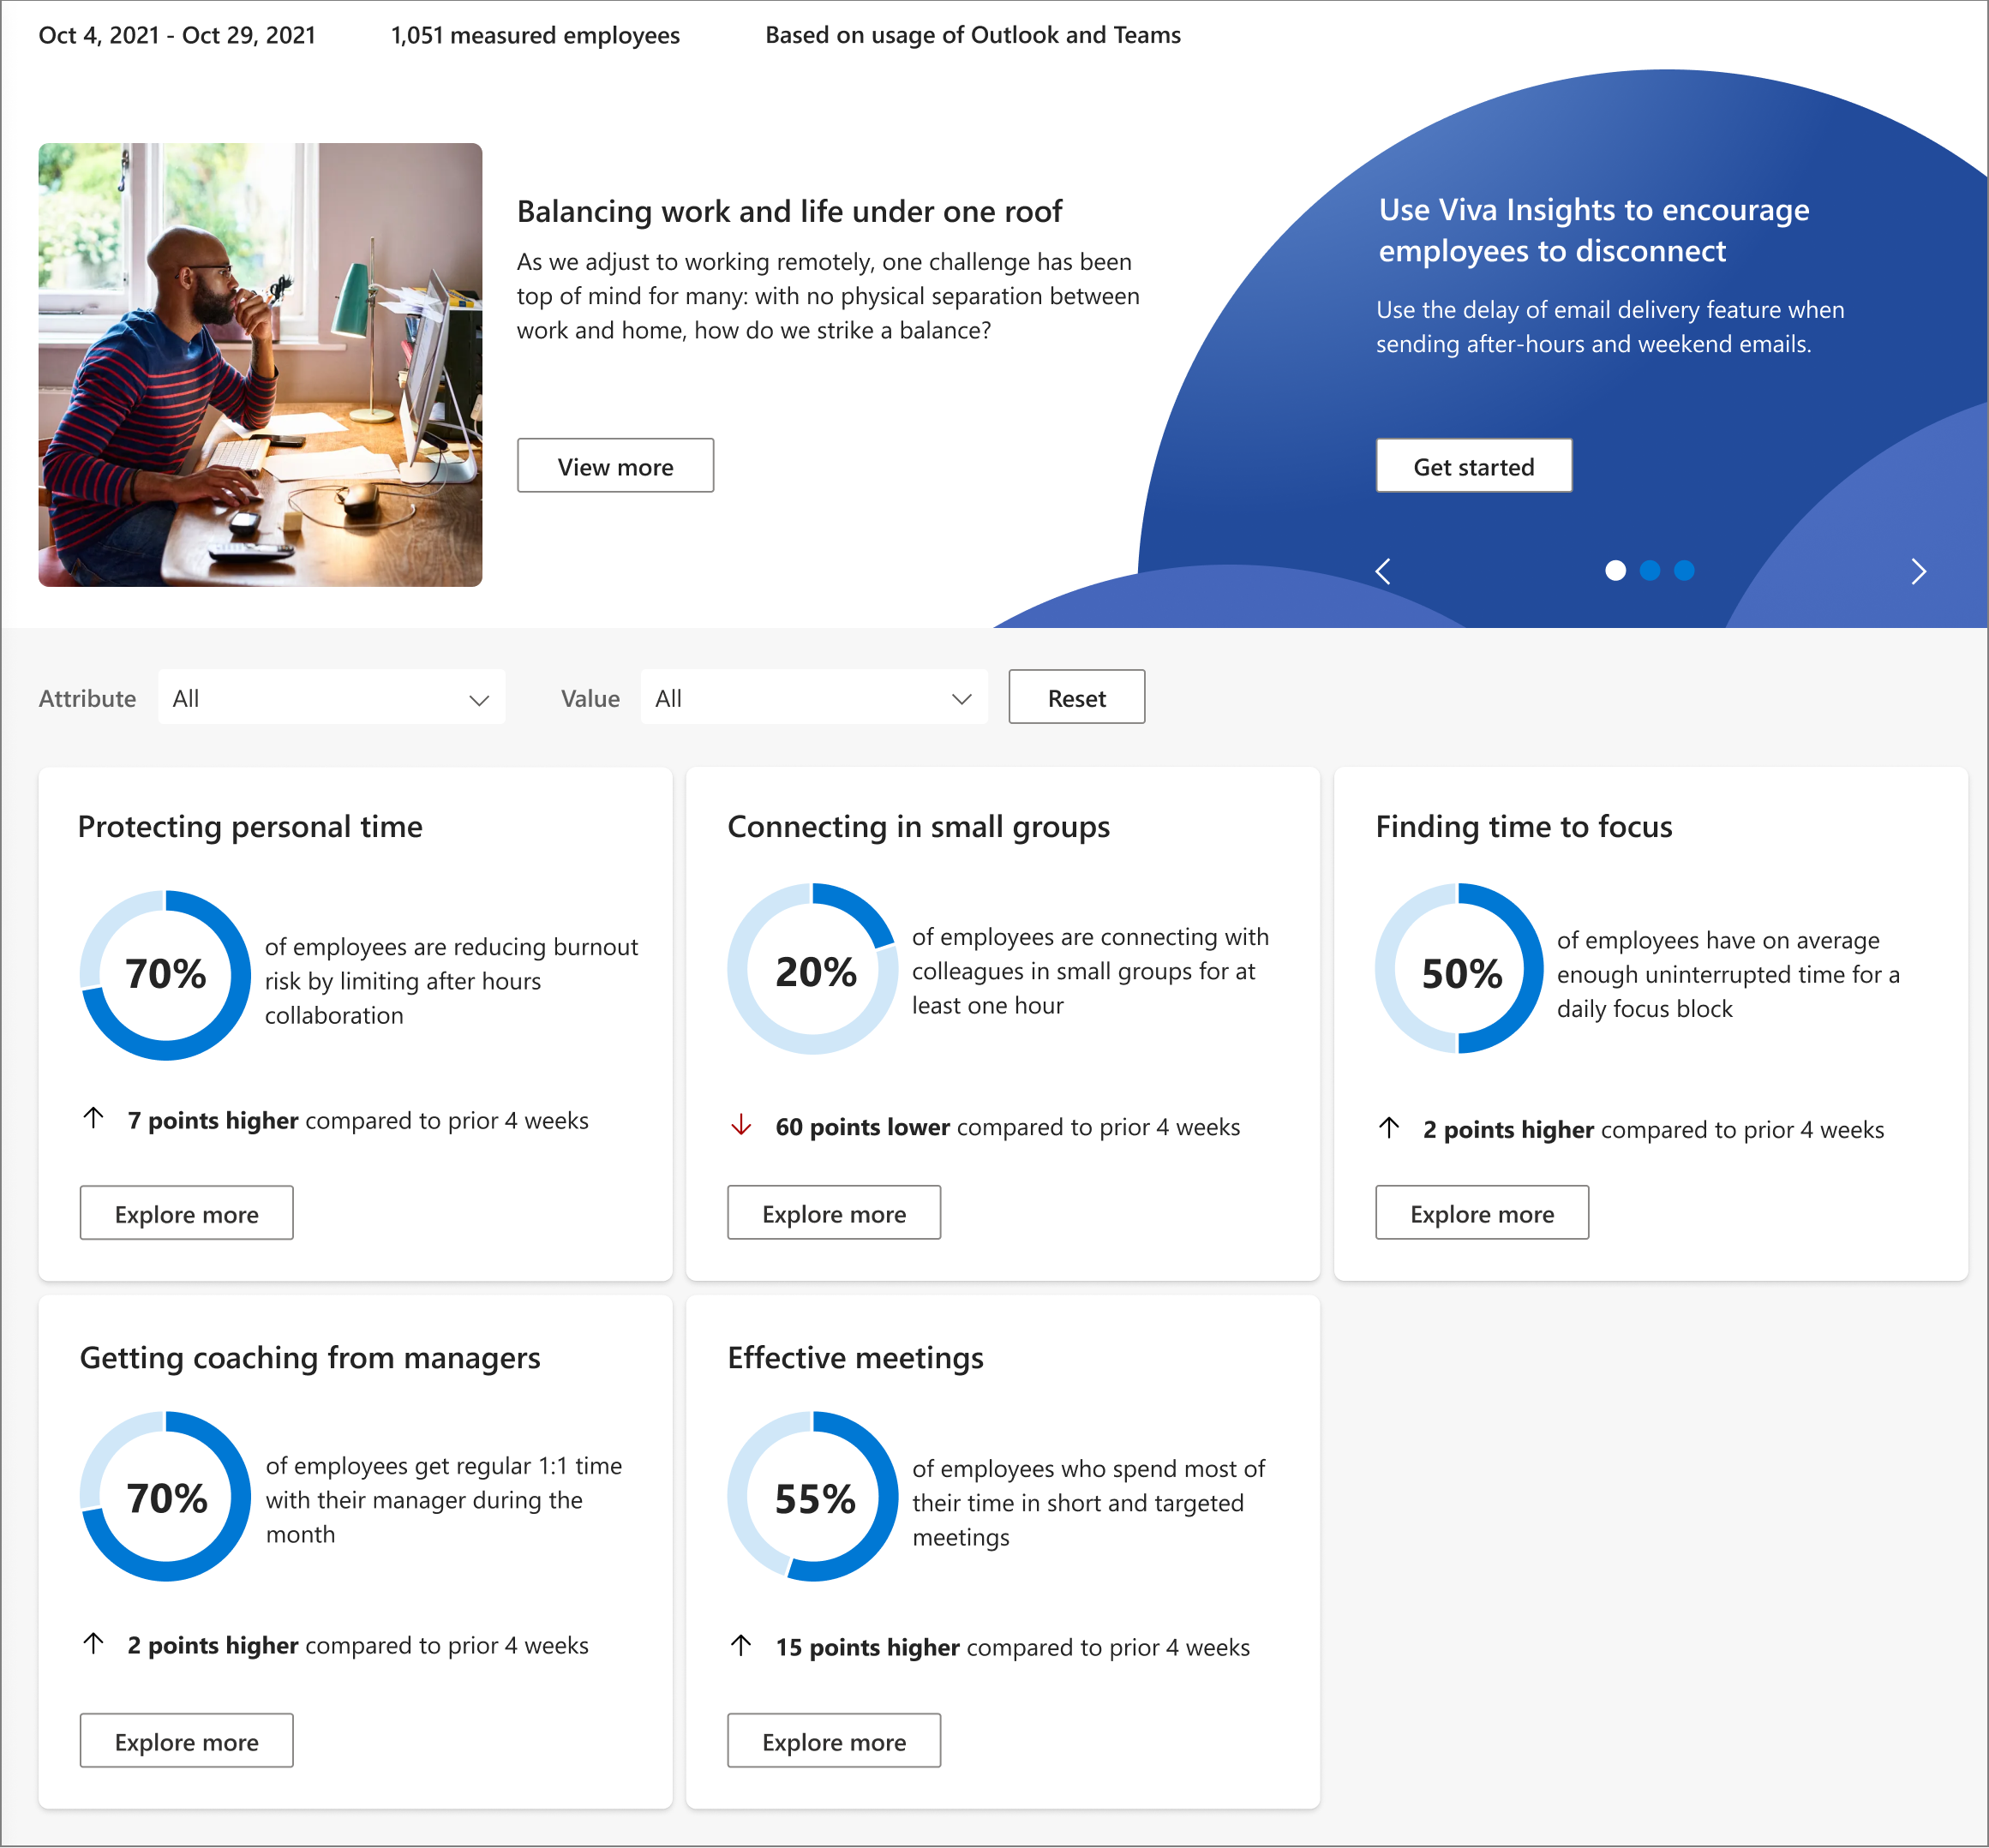 Oct 4, 2021 - Oct 29, 2021
1,051 measured employees
Based on usage of Outlook and Teams
Balancing work and life under one roof
As we adjust to working remotely, one challenge has been
top of mind for many: with no physical separation between
work and home, how do we strike a balance?
View more
Use Viva Insights to encourage
employees to disconnect
Use the delay of email delivery feature when
sending after-hours and weekend emails.
Get started
Attribute
All
Value
All
Reset
Protecting personal time
70%
of employees are reducing burnout
risk by limiting after hours
collaboration
7 points higher compared to prior 4 weeks
Explore more
Connecting in small groups
20%
of employees are connecting with
colleagues in small groups for at
least one hour
60 points lower compared to prior 4 weeks
Explore more
Finding time to focus
50%
of employees have on average
enough uninterrupted time for a
daily focus block
2 points higher compared to prior 4 weeks
Explore more
Getting coaching from managers
70%
of employees get regular 1:1 time
with their manager during the
month
2 points higher compared to prior 4 weeks
Explore more
Effective meetings
55%
of employees who spend most of
their time in short and targeted
meetings
15 points higher compared to prior 4 weeks
Explore more